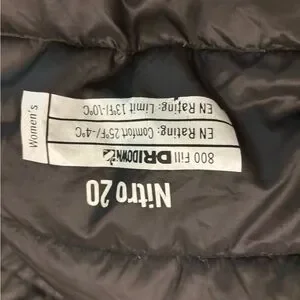 Nitro 20
800 Fill DRIDOWN
EN Rating: Comfort 25°F/-4°C
EN Rating: Limit 13°F/-10°C
Women's